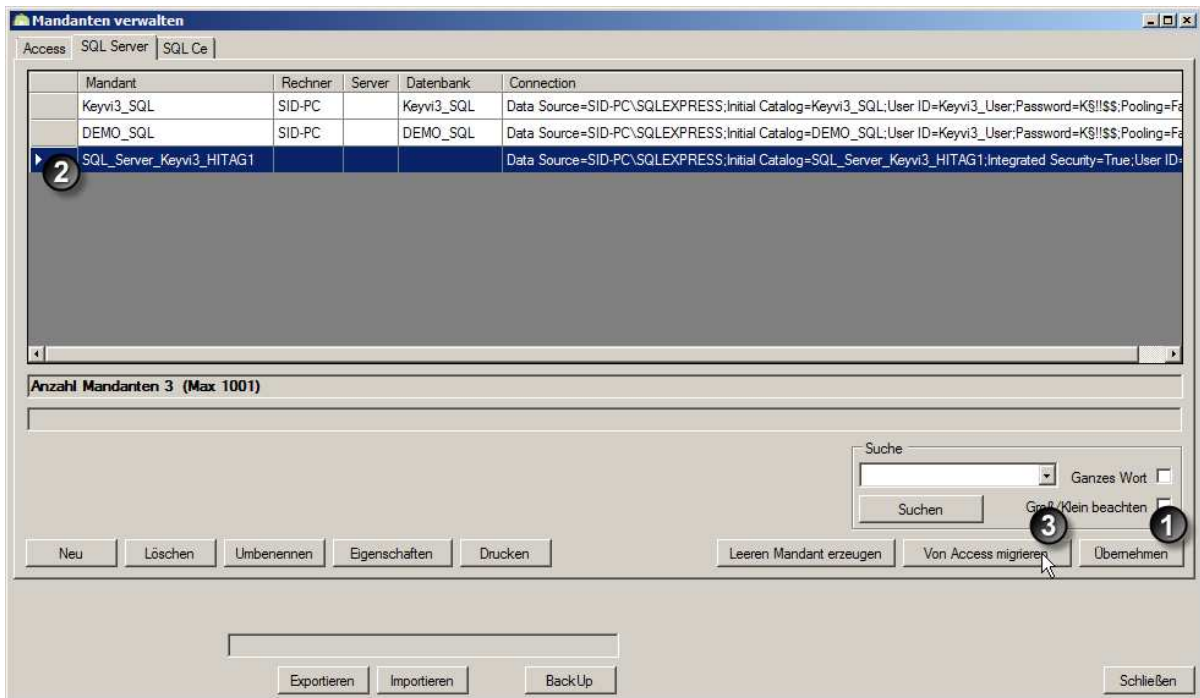 Mandanten verwalten
Access SQL Server SQL Ce
Mandant Rechner Server Datenbank Connection
Keyvi3_SQL SID-PC Keyvi3_SQL Data Source=SID-PC\SQLEXPRESS;Initial Catalog=Keyvi3_SQL;User ID=Keyvi3_User;Password=K§!!$$;Pooling=Fa
DEMO_SQL SID-PC DEMO_SQL Data Source=SID-PC\SQLEXPRESS;Initial Catalog=DEMO_SQL;User ID=Keyvi3_User;Password=K§!!$$;Pooling=Fa
SQL_Server_Keyvi3_HITAG1 Data Source=SID-PC\SQLEXPRESS;Initial Catalog=SQL_Server_Keyvi3_HITAG1;Integrated Security=True;User ID=
2
Anzahl Mandanten 3 (Max 1001)
Suche
Ganzes Wort
Suchen Groß/Klein beachten
3 1
Neu Löschen Umbenennen Eigenschaften Drucken Leeren Mandant erzeugen Von Access migrieren Übernehmen
Exportieren Importieren BackUp Schließen